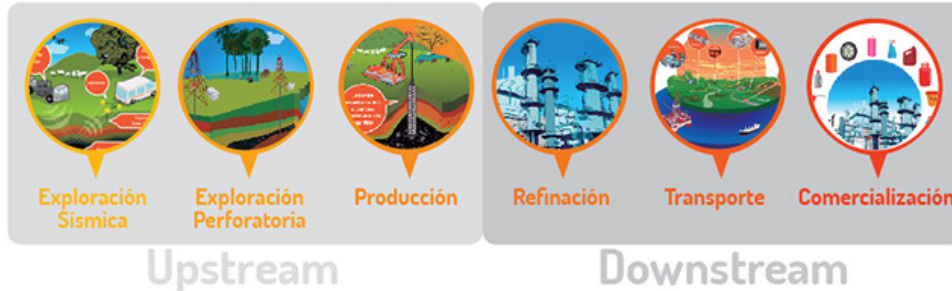 Exploración
Sísmica
Exploración
Perforatoria
Producción
Refinación
Transporte
Comercialización
Upstream
Downstream